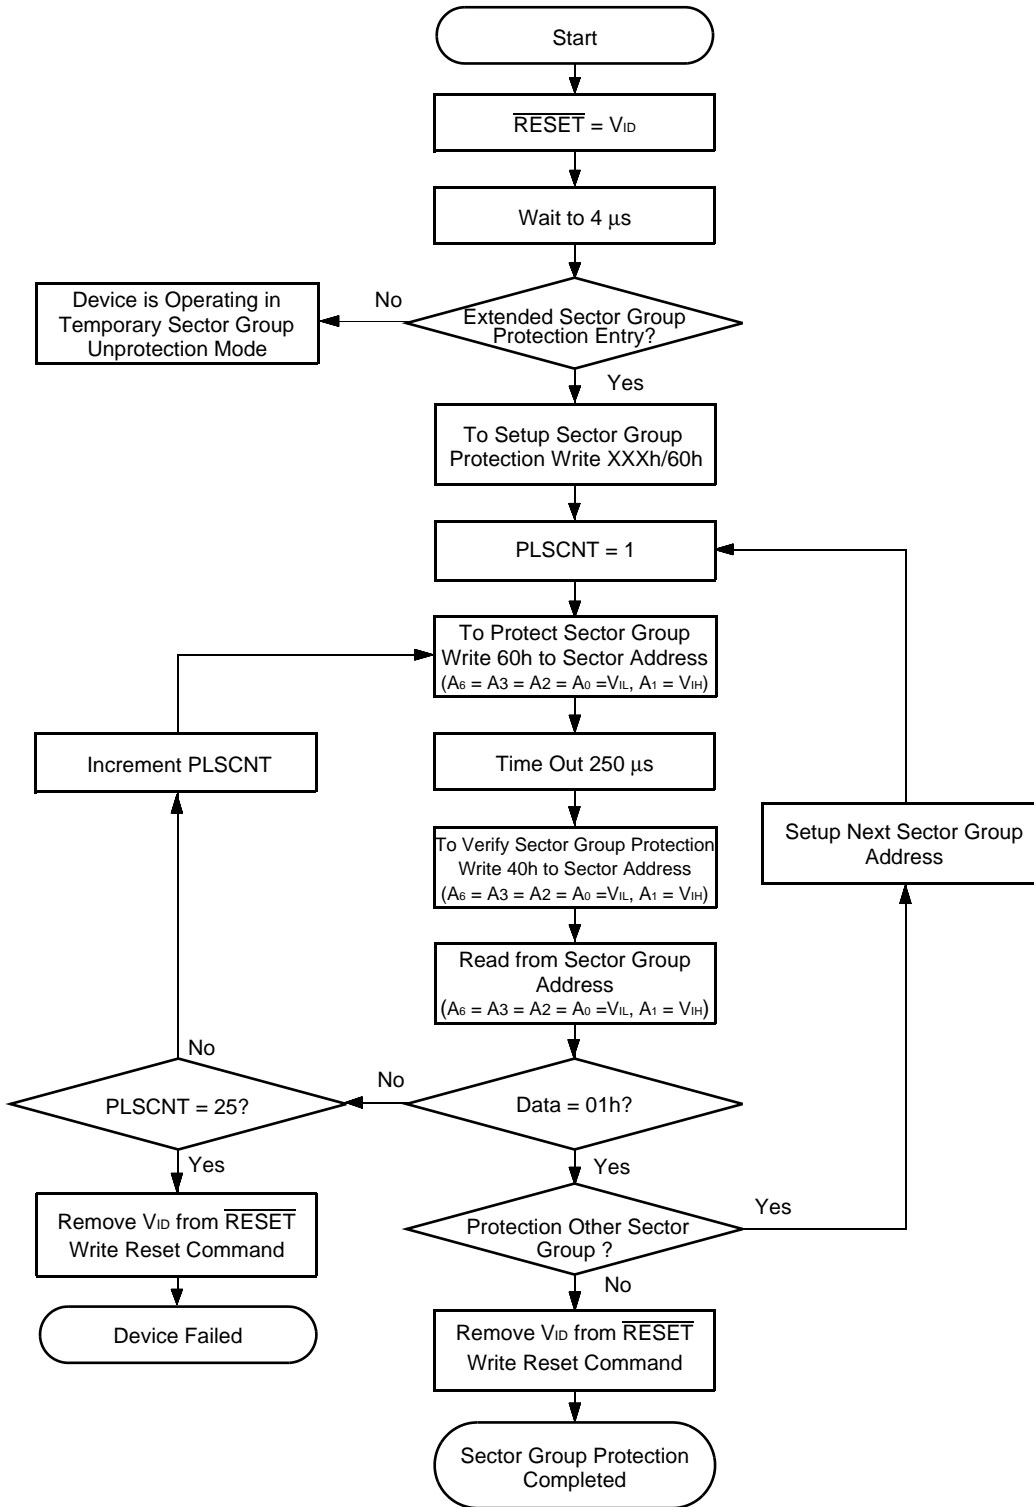 Start
RESET = VID
Wait to 4 μs
Device is Operating in
Temporary Sector Group
Unprotection Mode
No
Extended Sector Group
Protection Entry?
Yes
To Setup Sector Group
Protection Write XXXh/60h
PLSCNT = 1
To Protect Sector Group
Write 60h to Sector Address
(A6 = A3 = A2 = A0 =VIL, A1 = VIH)
Increment PLSCNT
Time Out 250 μs
Setup Next Sector Group
Address
To Verify Sector Group Protection
Write 40h to Sector Address
(A6 = A3 = A2 = A0 =VIL, A1 = VIH)
Read from Sector Group
Address
(A6 = A3 = A2 = A0 =VIL, A1 = VIH)
No
PLSCNT = 25?
No
Data = 01h?
Yes
Yes
Remove VID from RESET
Write Reset Command
Protection Other Sector
Group ?
Yes
No
Device Failed
Remove VID from RESET
Write Reset Command
Sector Group Protection
Completed